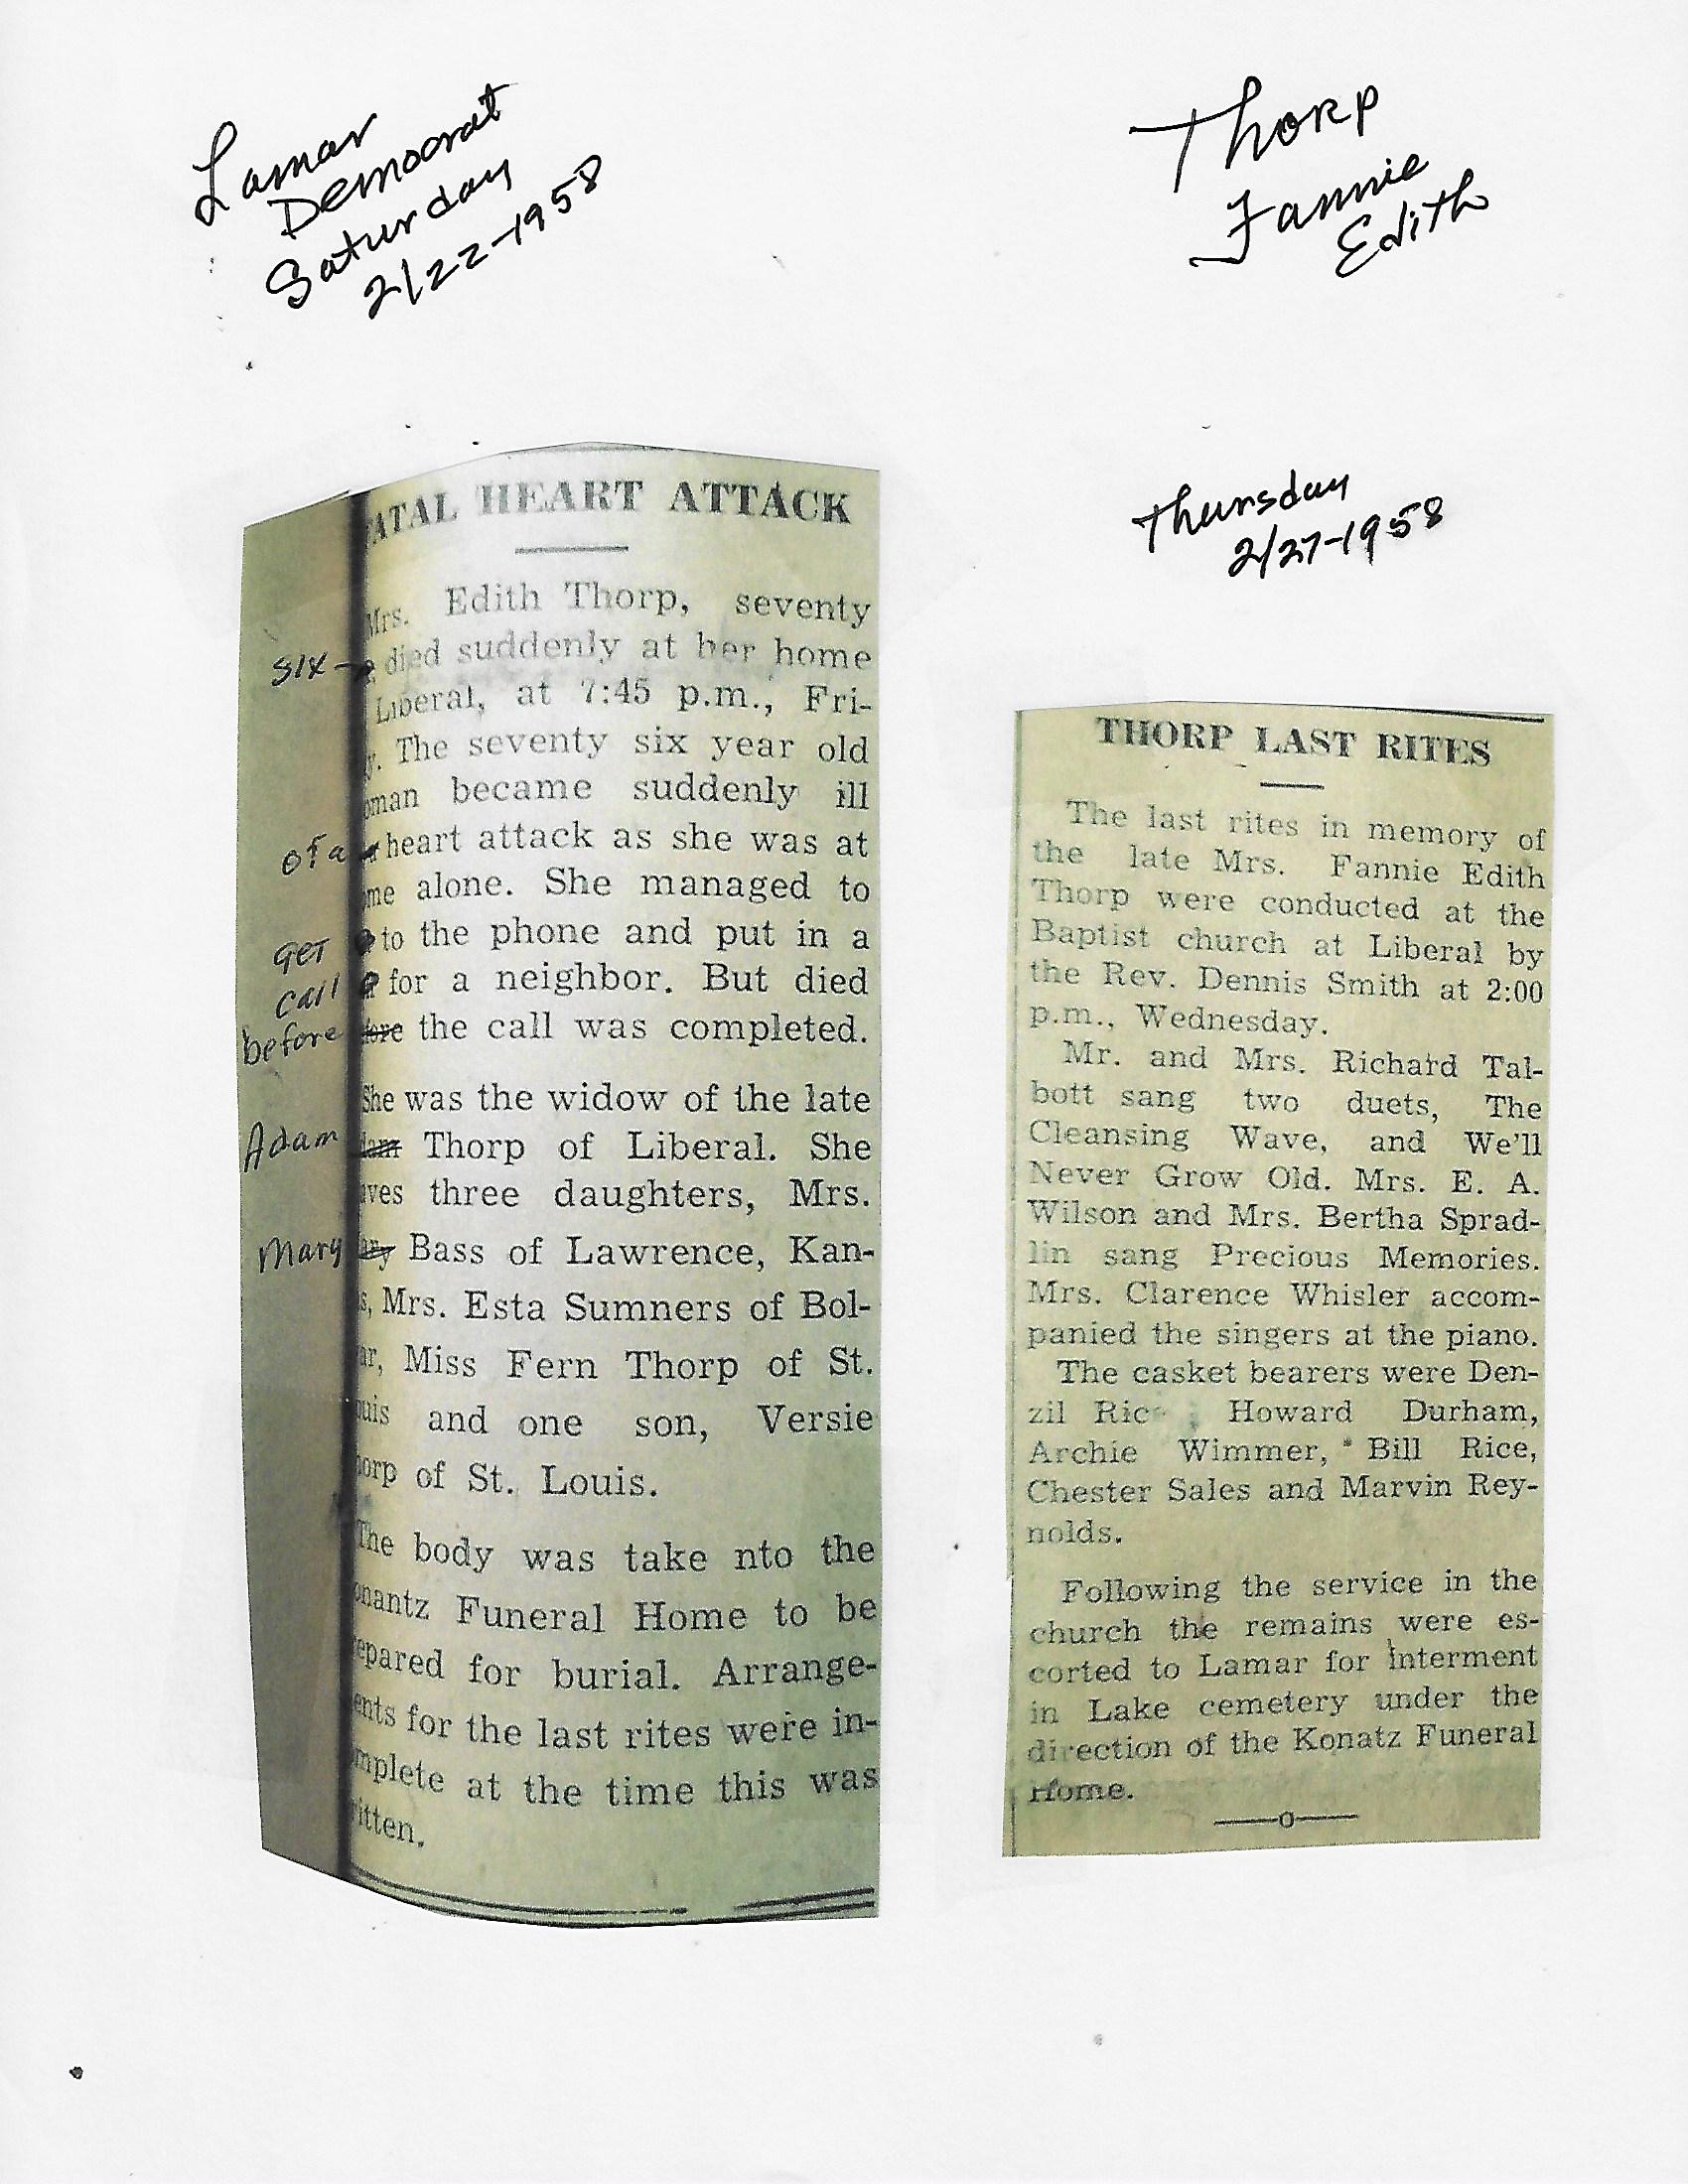 Lamar
Democrat
Saturday
2/22-1958
Thorp
Fannie
Edith
ATAL HEART ATTACK
Mrs. Edith Thorp, seventy
six died suddenly at her home
Liberal, at 7:45 p.m., Fri-
y. The seventy six year old
oman became suddenly ill
of a heart attack as she was at
ome alone. She managed to
get to the phone and put in a
call for a neighbor. But died
before fore the call was completed.
She was the widow of the late
Adam dam Thorp of Liberal. She
aves three daughters, Mrs.
Mary ary Bass of Lawrence, Kan-
s, Mrs. Esta Sumners of Bol-
ar, Miss Fern Thorp of St.
ouis and one son, Versie
horp of St. Louis.
The body was take nto the
onantz Funeral Home to be
epared for burial. Arrange-
ents for the last rites were in-
mplete at the time this was
ritten.
Thursday
2/27-1958
THORP LAST RITES
The last rites in memory of
the late Mrs. Fannie Edith
Thorp were conducted at the
Baptist church at Liberal by
the Rev. Dennis Smith at 2:00
p.m., Wednesday.
Mr. and Mrs. Richard Tal-
bott sang two duets, The
Cleansing Wave, and We'll
Never Grow Old. Mrs. E. A.
Wilson and Mrs. Bertha Sprad-
lin sang Precious Memories.
Mrs. Clarence Whisler accom-
panied the singers at the piano.
The casket bearers were Den-
zil Ric Howard Durham,
Archie Wimmer, Bill Rice,
Chester Sales and Marvin Rey-
nolds.
Following the service in the
church the remains were es-
corted to Lamar for interment
in Lake cemetery under the
direction of the Konatz Funeral
Home.